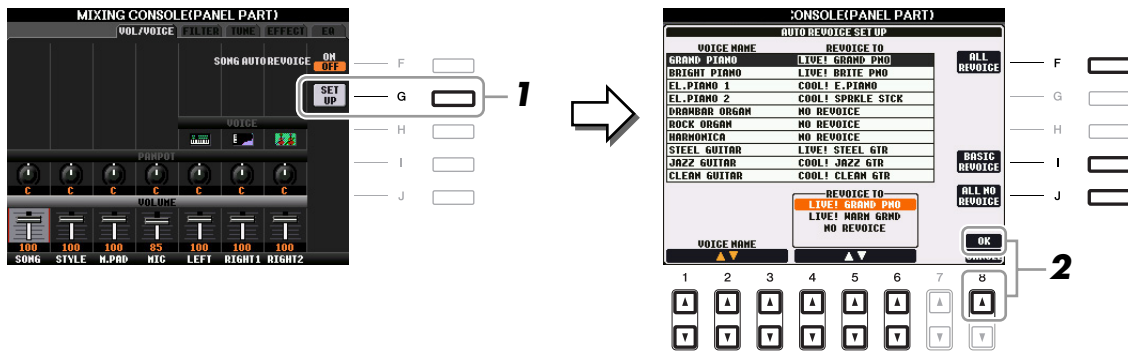 MIXING CONSOLE(PANEL PART)
VOL/VOICE FILTER TUNE EFFECT EQ
SONG AUTO REVOICE ON
OFF
F
SET
UP
G
1
VOICE
H
PANPOT
I
C C C C C C C
VOLUME
J
100 100 100 85 100 100 100
SONG STYLE M.PAD MIC LEFT RIGHT1 RIGHT2
CONSOLE(PANEL PART)
AUTO REVOICE SET UP
VOICE NAME REVOICE TO
GRAND PIANO LIVE! GRAND PNO
BRIGHT PIANO LIVE! BRITE PNO
EL.PIANO 1 COOL! E.PIANO
EL.PIANO 2 COOL! SPRKLE STCK
DRAWBAR ORGAN NO REVOICE
ROCK ORGAN NO REVOICE
HARMONICA NO REVOICE
STEEL GUITAR LIVE! STEEL GTR
JAZZ GUITAR COOL! JAZZ GTR
CLEAN GUITAR COOL! CLEAN GTR
ALL
REVOICE
F
G
H
BASIC
REVOICE
I
ALL NO
REVOICE
J
REVOICE TO
LIVE! GRAND PNO
LIVE! WARM GRND
NO REVOICE
VOICE NAME
OK
CANCEL
2
1 2 3 4 5 6 7 8